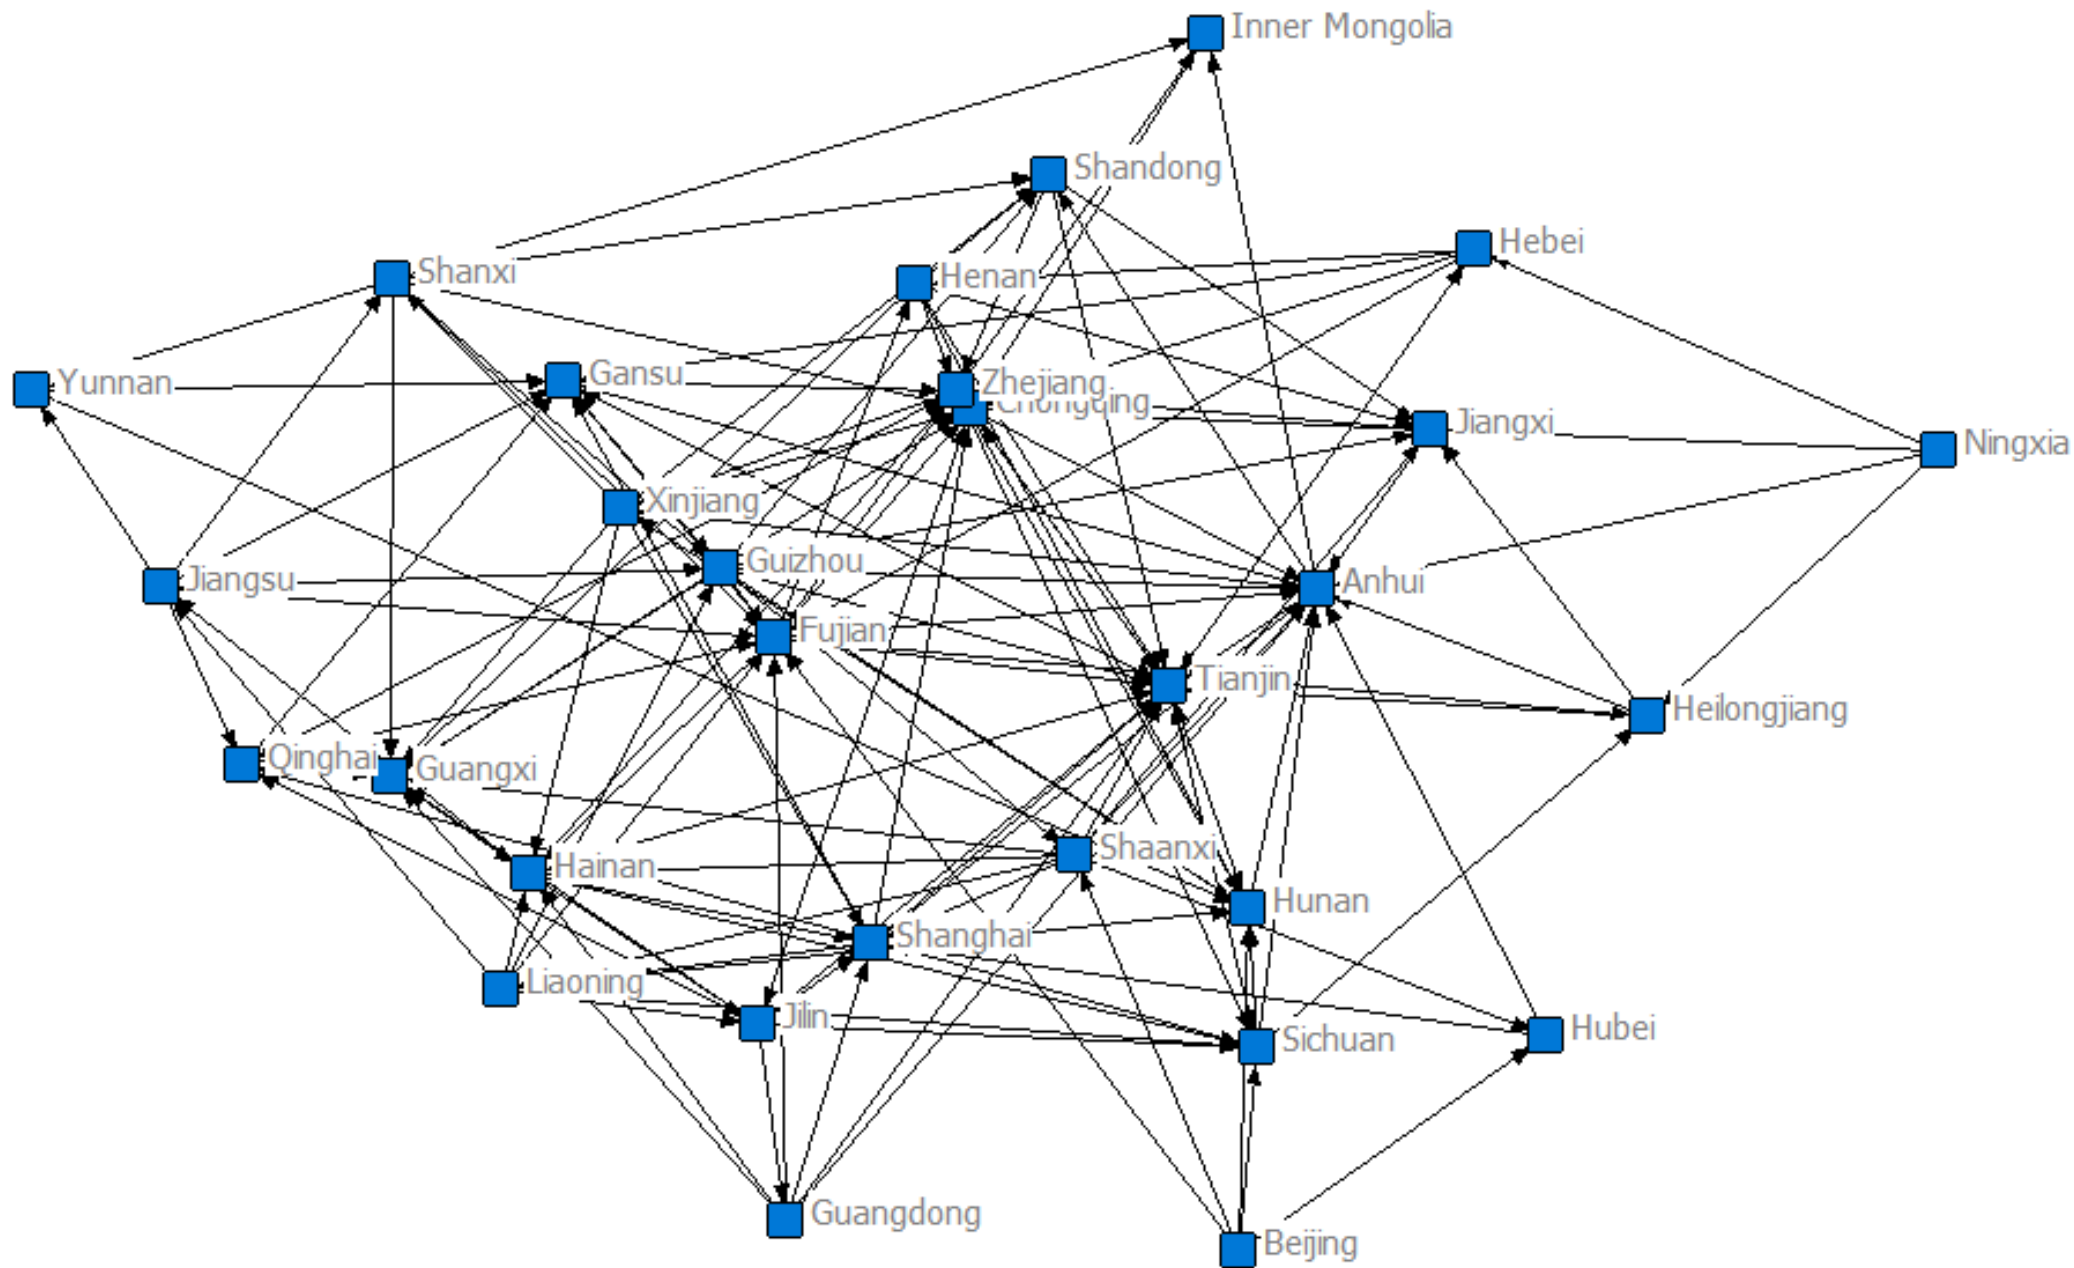 Inner Mongolia
Shandong
Hebei
Shanxi
Henan
Yunnan
Gansu
Zhejiang
Chongqing
Jiangxi
Ningxia
Xinjiang
Guizhou
Jiangsu
Anhui
Fujian
Tianjin
Heilongjiang
Qinghai
Guangxi
Shaanxi
Hainan
Hunan
Shanghai
Liaoning
Jilin
Sichuan
Hubei
Guangdong
Beijing